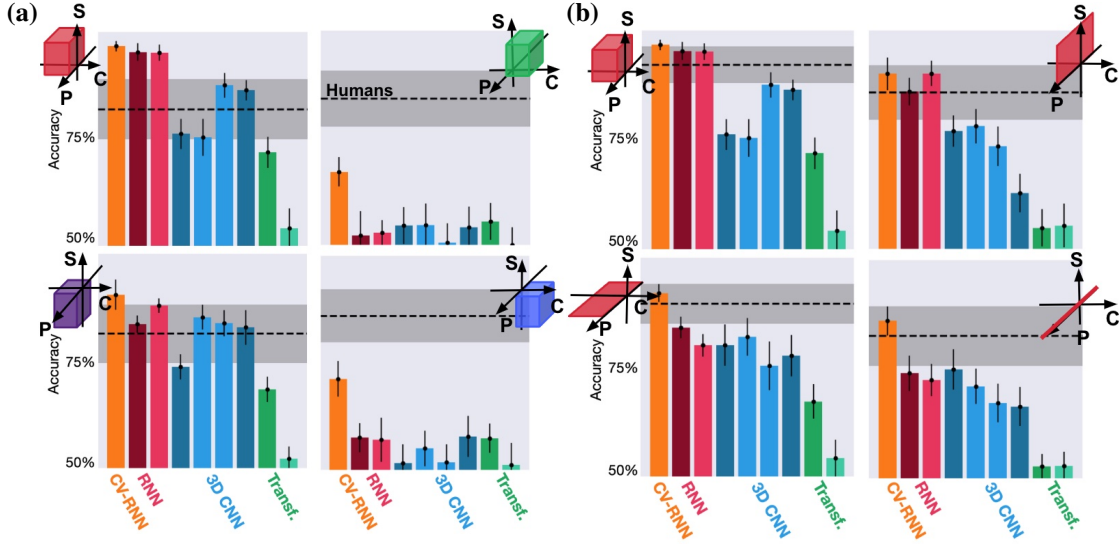 (a)
(b)
S
C
P
Accuracy
75%
50%
S
C
P
Humans
S
C
P
Accuracy
75%
50%
S
P
S
C
P
Accuracy
75%
50%
CV-RNN
RNN
3D CNN
Transf.
S
C
P
CV-RNN
RNN
3D CNN
Transf.
S
P
Accuracy
75%
50%
CV-RNN
RNN
3D CNN
Transf.
S
C
P
CV-RNN
RNN
3D CNN
Transf.